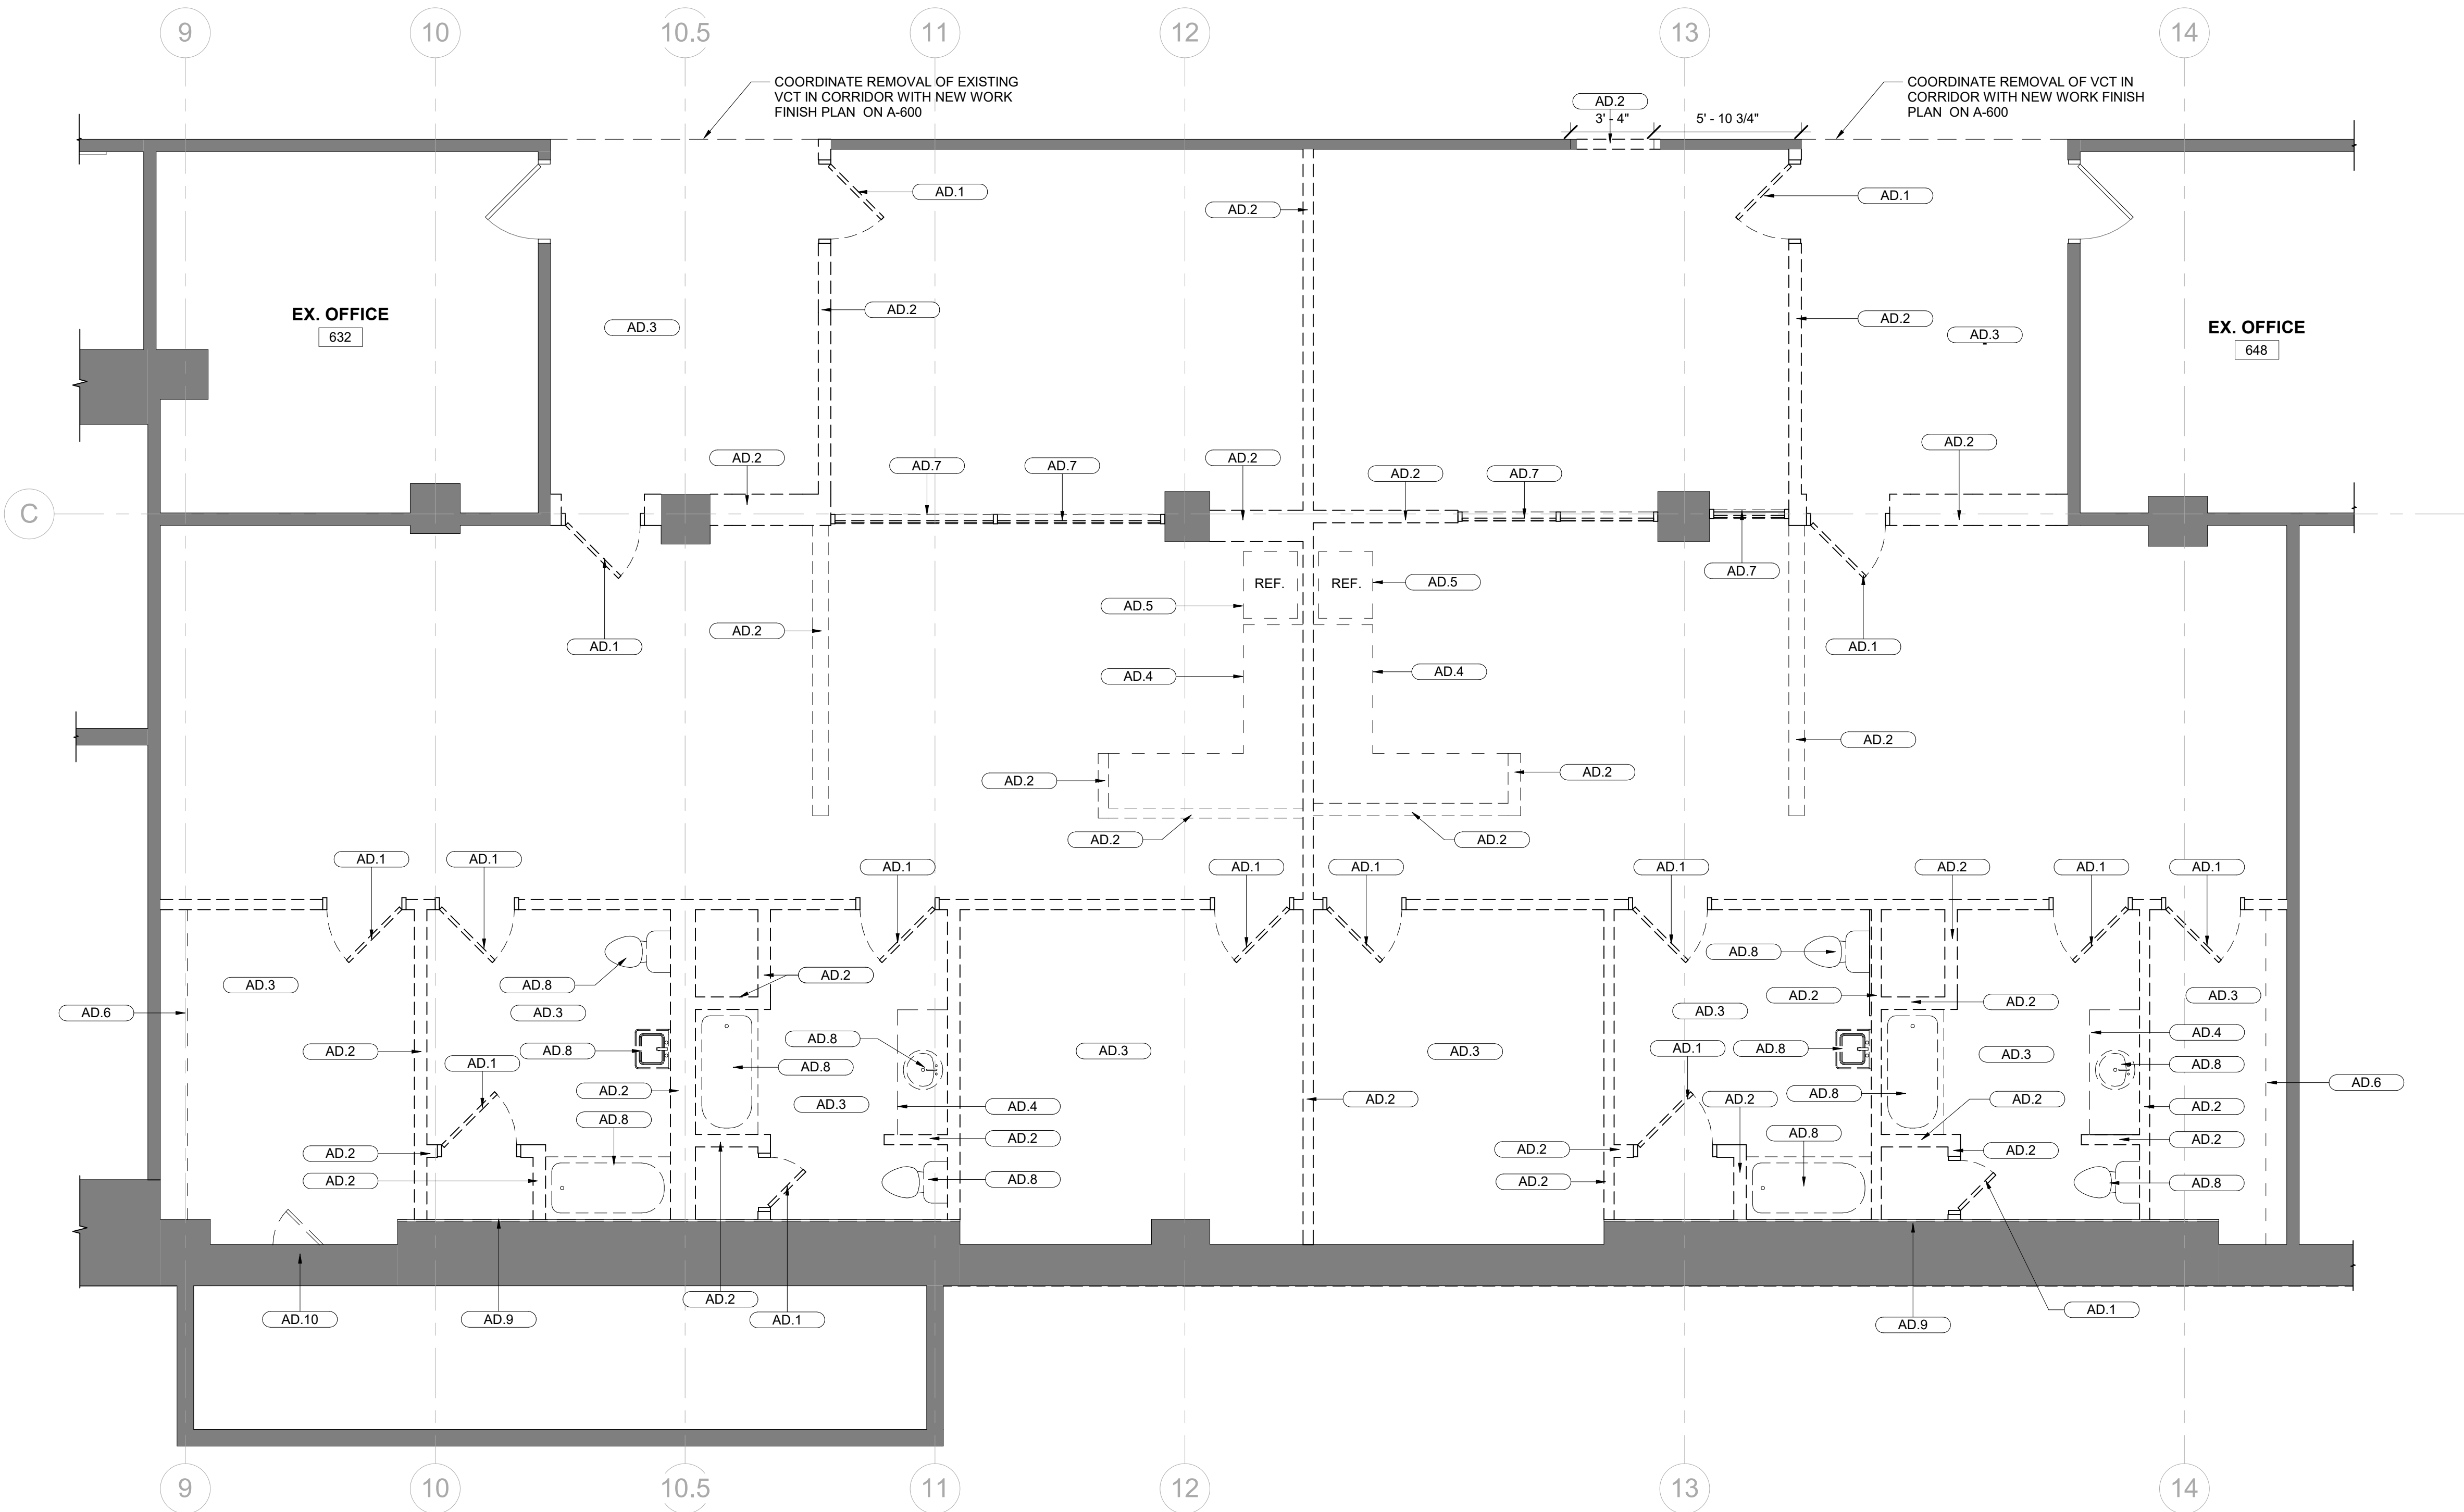 9
10
10.5
11
12
13
14
COORDINATE REMOVAL OF EXISTING
VCT IN CORRIDOR WITH NEW WORK
FINISH PLAN ON A-600
COORDINATE REMOVAL OF VCT IN
CORRIDOR WITH NEW WORK FINISH
PLAN ON A-600
AD.2
3' - 4"
5' - 10 3/4"
AD.1
AD.2
AD.1
EX. OFFICE
632
AD.3
AD.2
AD.2
AD.3
EX. OFFICE
648
C
AD.2
AD.7
AD.7
AD.2
AD.2
AD.7
AD.2
AD.7
REF.
REF.
AD.5
AD.5
AD.1
AD.2
AD.1
AD.4
AD.4
AD.2
AD.2
AD.2
AD.2
AD.2
AD.1
AD.1
AD.1
AD.1
AD.1
AD.1
AD.2
AD.1
AD.1
AD.3
AD.8
AD.2
AD.8
AD.2
AD.2
AD.3
AD.6
AD.3
AD.3
AD.4
AD.2
AD.1
AD.8
AD.8
AD.8
AD.3
AD.3
AD.1
AD.8
AD.3
AD.8
AD.6
AD.2
AD.8
AD.3
AD.4
AD.2
AD.2
AD.8
AD.2
AD.2
AD.8
AD.2
AD.8
AD.2
AD.2
AD.2
AD.2
AD.2
AD.8
AD.2
AD.8
AD.10
AD.9
AD.2
AD.1
AD.9
AD.1
9
10
10.5
11
12
13
14